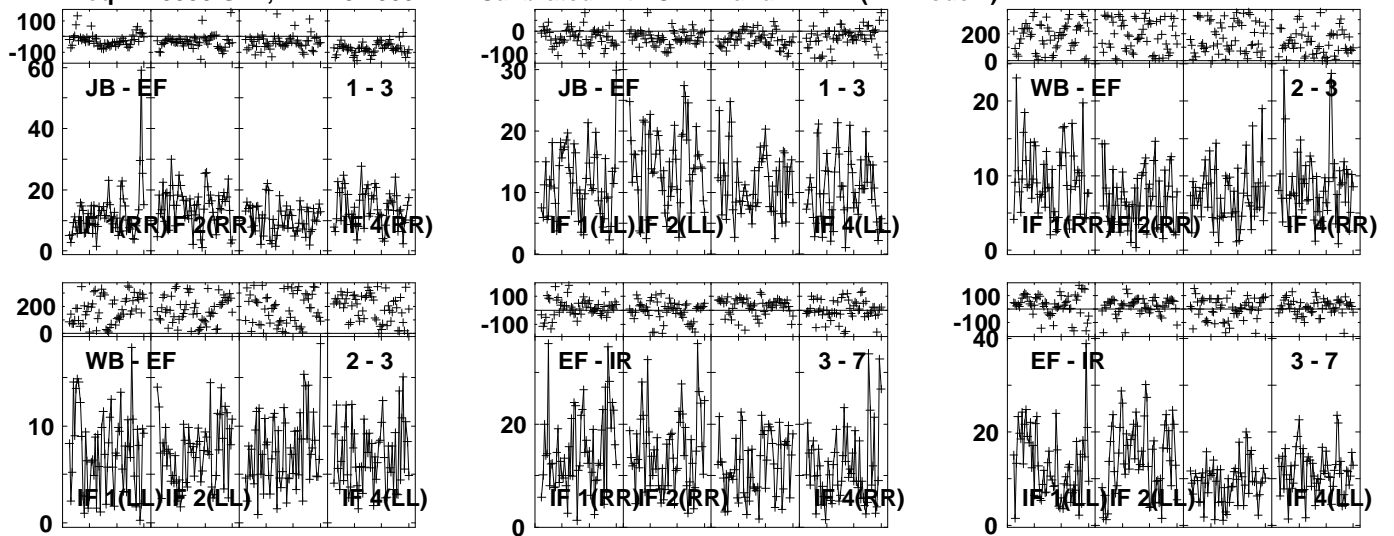 100
-100
60
40
20
0
JB - EF
1 - 3
IF 1(RR)
IF 2(RR)
IF 4(RR)
0
-100
30
20
10
0
JB - EF
1 - 3
IF 1(LL)
IF 2(LL)
IF 4(LL)
200
0
20
10
0
WB - EF
2 - 3
IF 1(RR)
IF 2(RR)
IF 4(RR)
200
0
10
0
WB - EF
2 - 3
IF 1(LL)
IF 2(LL)
IF 4(LL)
100
-100
20
0
EF - IR
3 - 7
IF 1(RR)
IF 2(RR)
IF 4(RR)
100
-100
40
20
0
EF - IR
3 - 7
IF 1(LL)
IF 2(LL)
IF 4(LL)